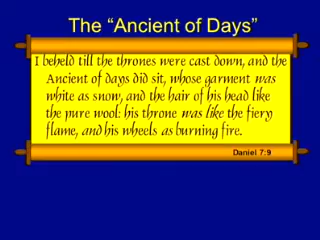 The “Ancient of Days”
I beheld till the thrones were cast down, and the
Ancient of days did sit, whose garment was
white as snow, and the hair of his head like
the pure wool: his throne was like the fiery
flame, and his wheels as burning fire.
Daniel 7:9